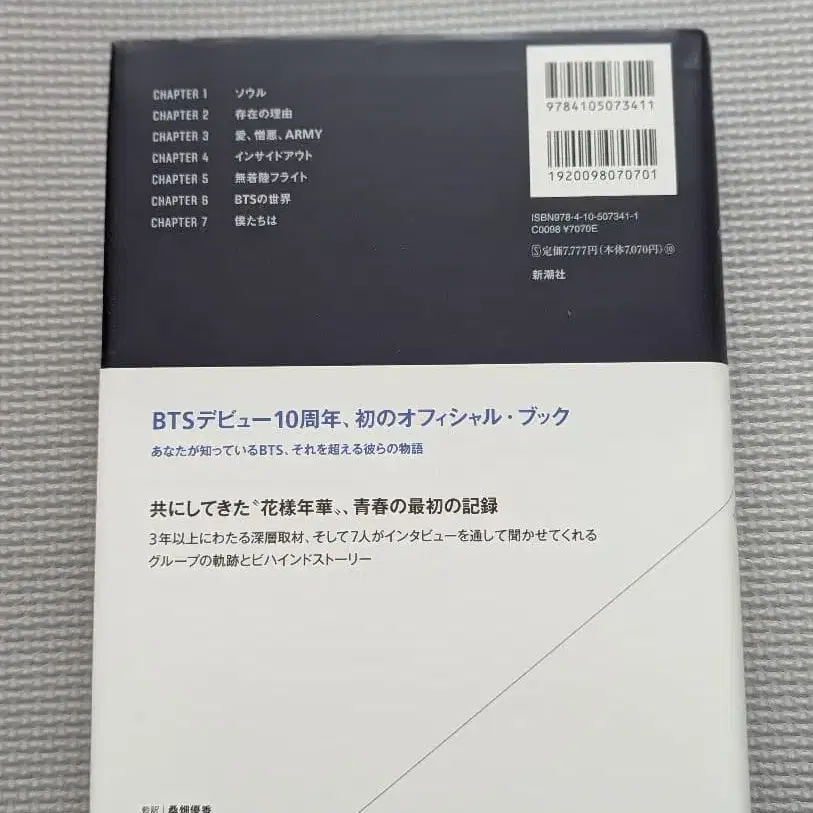 CHAPTER 1 ソウル
CHAPTER 2 存在の理由
CHAPTER 3 愛、憎悪、ARMY
CHAPTER 4 インサイドアウト
CHAPTER 5 無着陸フライト
CHAPTER 6 BTSの世界
CHAPTER 7 僕たちは
9784105073411
1920098070701
ISBN978-4-10-507341-1
C0098 ¥7070E
Ⓢ定価7,777円(本体7,070円)⑩
新潮社
BTSデビュー10周年、初のオフィシャル・ブック
あなたが知っているBTS、それを超える彼らの物語
共にしてきた〝花樣年華〟、青春の最初の記録
3年以上にわたる深層取材、そして7人がインタビューを通して聞かせてくれる
グループの軌跡とビハインドストーリー
監訳|桑畑優香